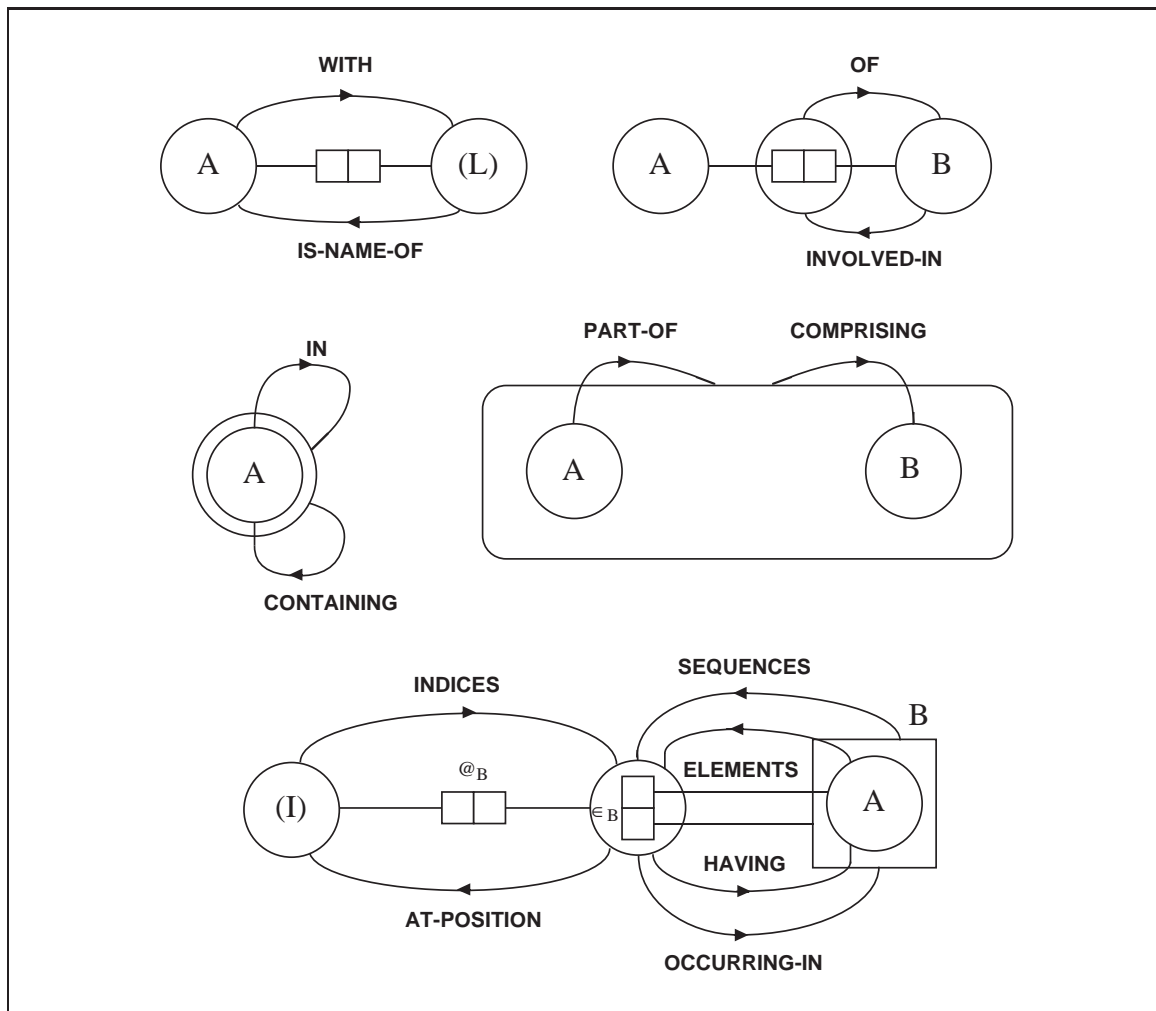 WITH
A
(L)
IS-NAME-OF
OF
A
B
INVOLVED-IN
IN
A
CONTAINING
PART-OF
COMPRISING
A
B
INDICES
SEQUENCES
B
(I)
@B
∈B
ELEMENTS
A
HAVING
AT-POSITION
OCCURRING-IN